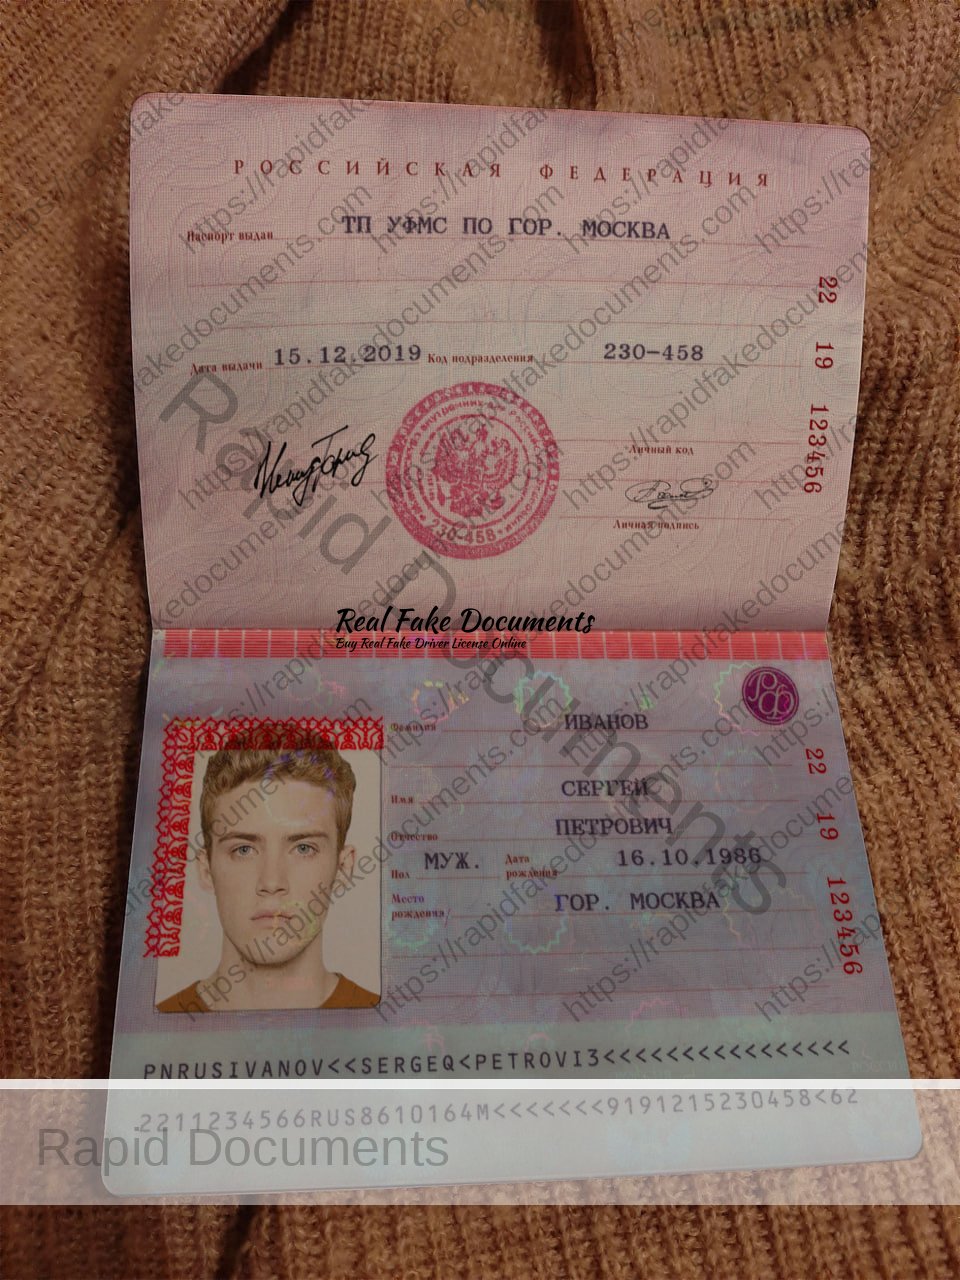 РОССИЙСКАЯ ФЕДЕРАЦИЯ
Паспорт выдан ТП УФМС ПО ГОР. МОСКВА
Дата выдачи 15.12.2019 Код подразделения 230-458
22 19 123456
Личный код
230-458
Личная подпись
Real Fake Documents
Buy Real Fake Driver License Online
Rapid Documents
https://rapidfakedocuments.com
Фамилия ИВАНОВ
Имя СЕРГЕЙ
Отчество ПЕТРОВИЧ
Пол МУЖ. Дата рождения 16.10.1986
Место рождения ГОР. МОСКВА
22 19 123456
PNRUSIVANOV<<SERGEQ<PETROVI3<<<<<<<<<<<<<<<<
2211234566RUS8610164M<<<<<<<9191215230458<62
Rapid Documents